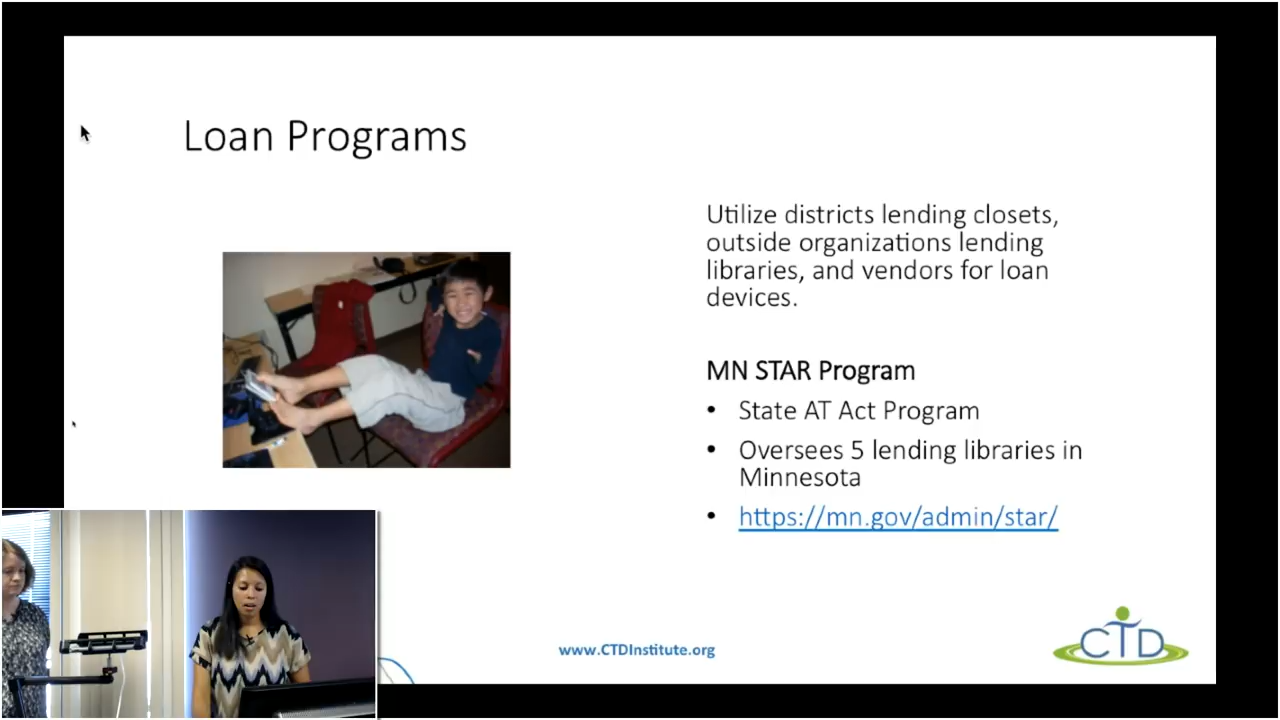 Loan Programs
Utilize districts lending closets,
outside organizations lending
libraries, and vendors for loan
devices.
MN STAR Program
• State AT Act Program
• Oversees 5 lending libraries in
Minnesota
• https://mn.gov/admin/star/
www.CTDInstitute.org
CTD